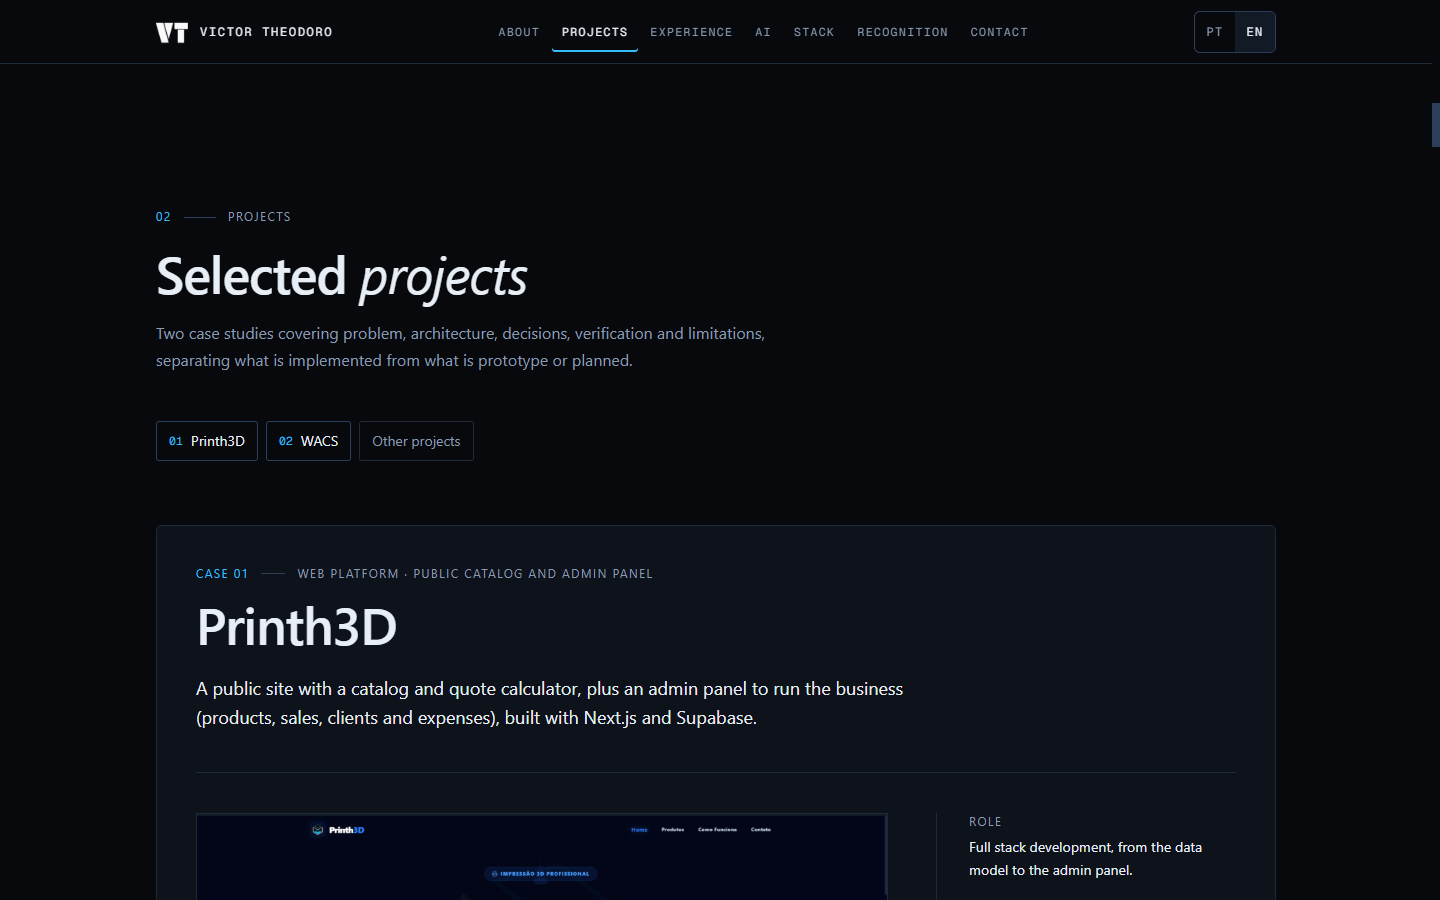 VT VICTOR THEODORO
ABOUT PROJECTS EXPERIENCE AI STACK RECOGNITION CONTACT
PT EN
02 PROJECTS
Selected projects
Two case studies covering problem, architecture, decisions, verification and limitations,
separating what is implemented from what is prototype or planned.
01 Printh3D 02 WACS Other projects
CASE 01 WEB PLATFORM · PUBLIC CATALOG AND ADMIN PANEL
Printh3D
A public site with a catalog and quote calculator, plus an admin panel to run the business
(products, sales, clients and expenses), built with Next.js and Supabase.
Printh3D Home Produtos Como Funciona Contato
IMPRESSÃO 3D PROFISSIONAL
ROLE
Full stack development, from the data
model to the admin panel.